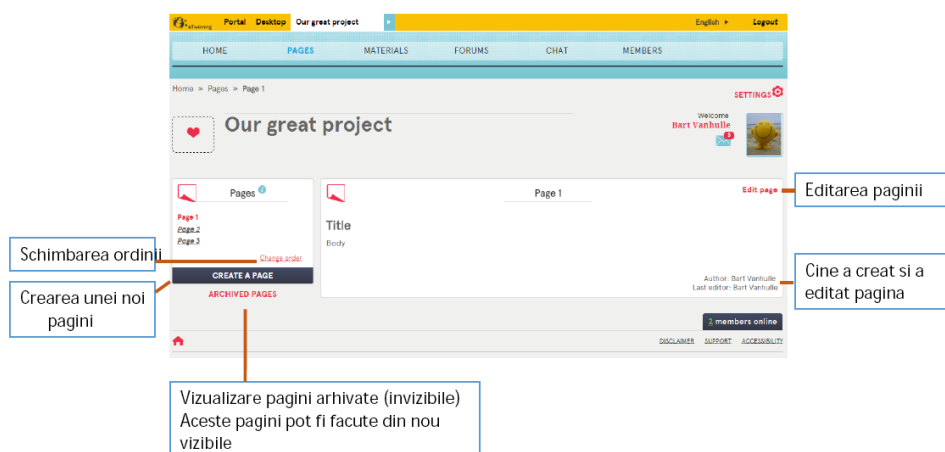 eTwinning Portal Desktop Our great project English Logout
HOME PAGES MATERIALS FORUMS CHAT MEMBERS
Home » Pages » Page 1
SETTINGS
Our great project
Welcome
Bart Vanhulle
3
Pages i
Page 1
Edit page
Editarea paginii
Page 1
Page 2
Page 3
Title
Body
Schimbarea ordinii
Change order
CREATE A PAGE
ARCHIVED PAGES
Crearea unei noi
pagini
Author: Bart Vanhulle
Last editor: Bart Vanhulle
Cine a creat si a
editat pagina
2 members online
DISCLAIMER SUPPORT ACCESSIBILITY
Vizualizare pagini arhivate (invizibile)
Aceste pagini pot fi facute din nou
vizibile